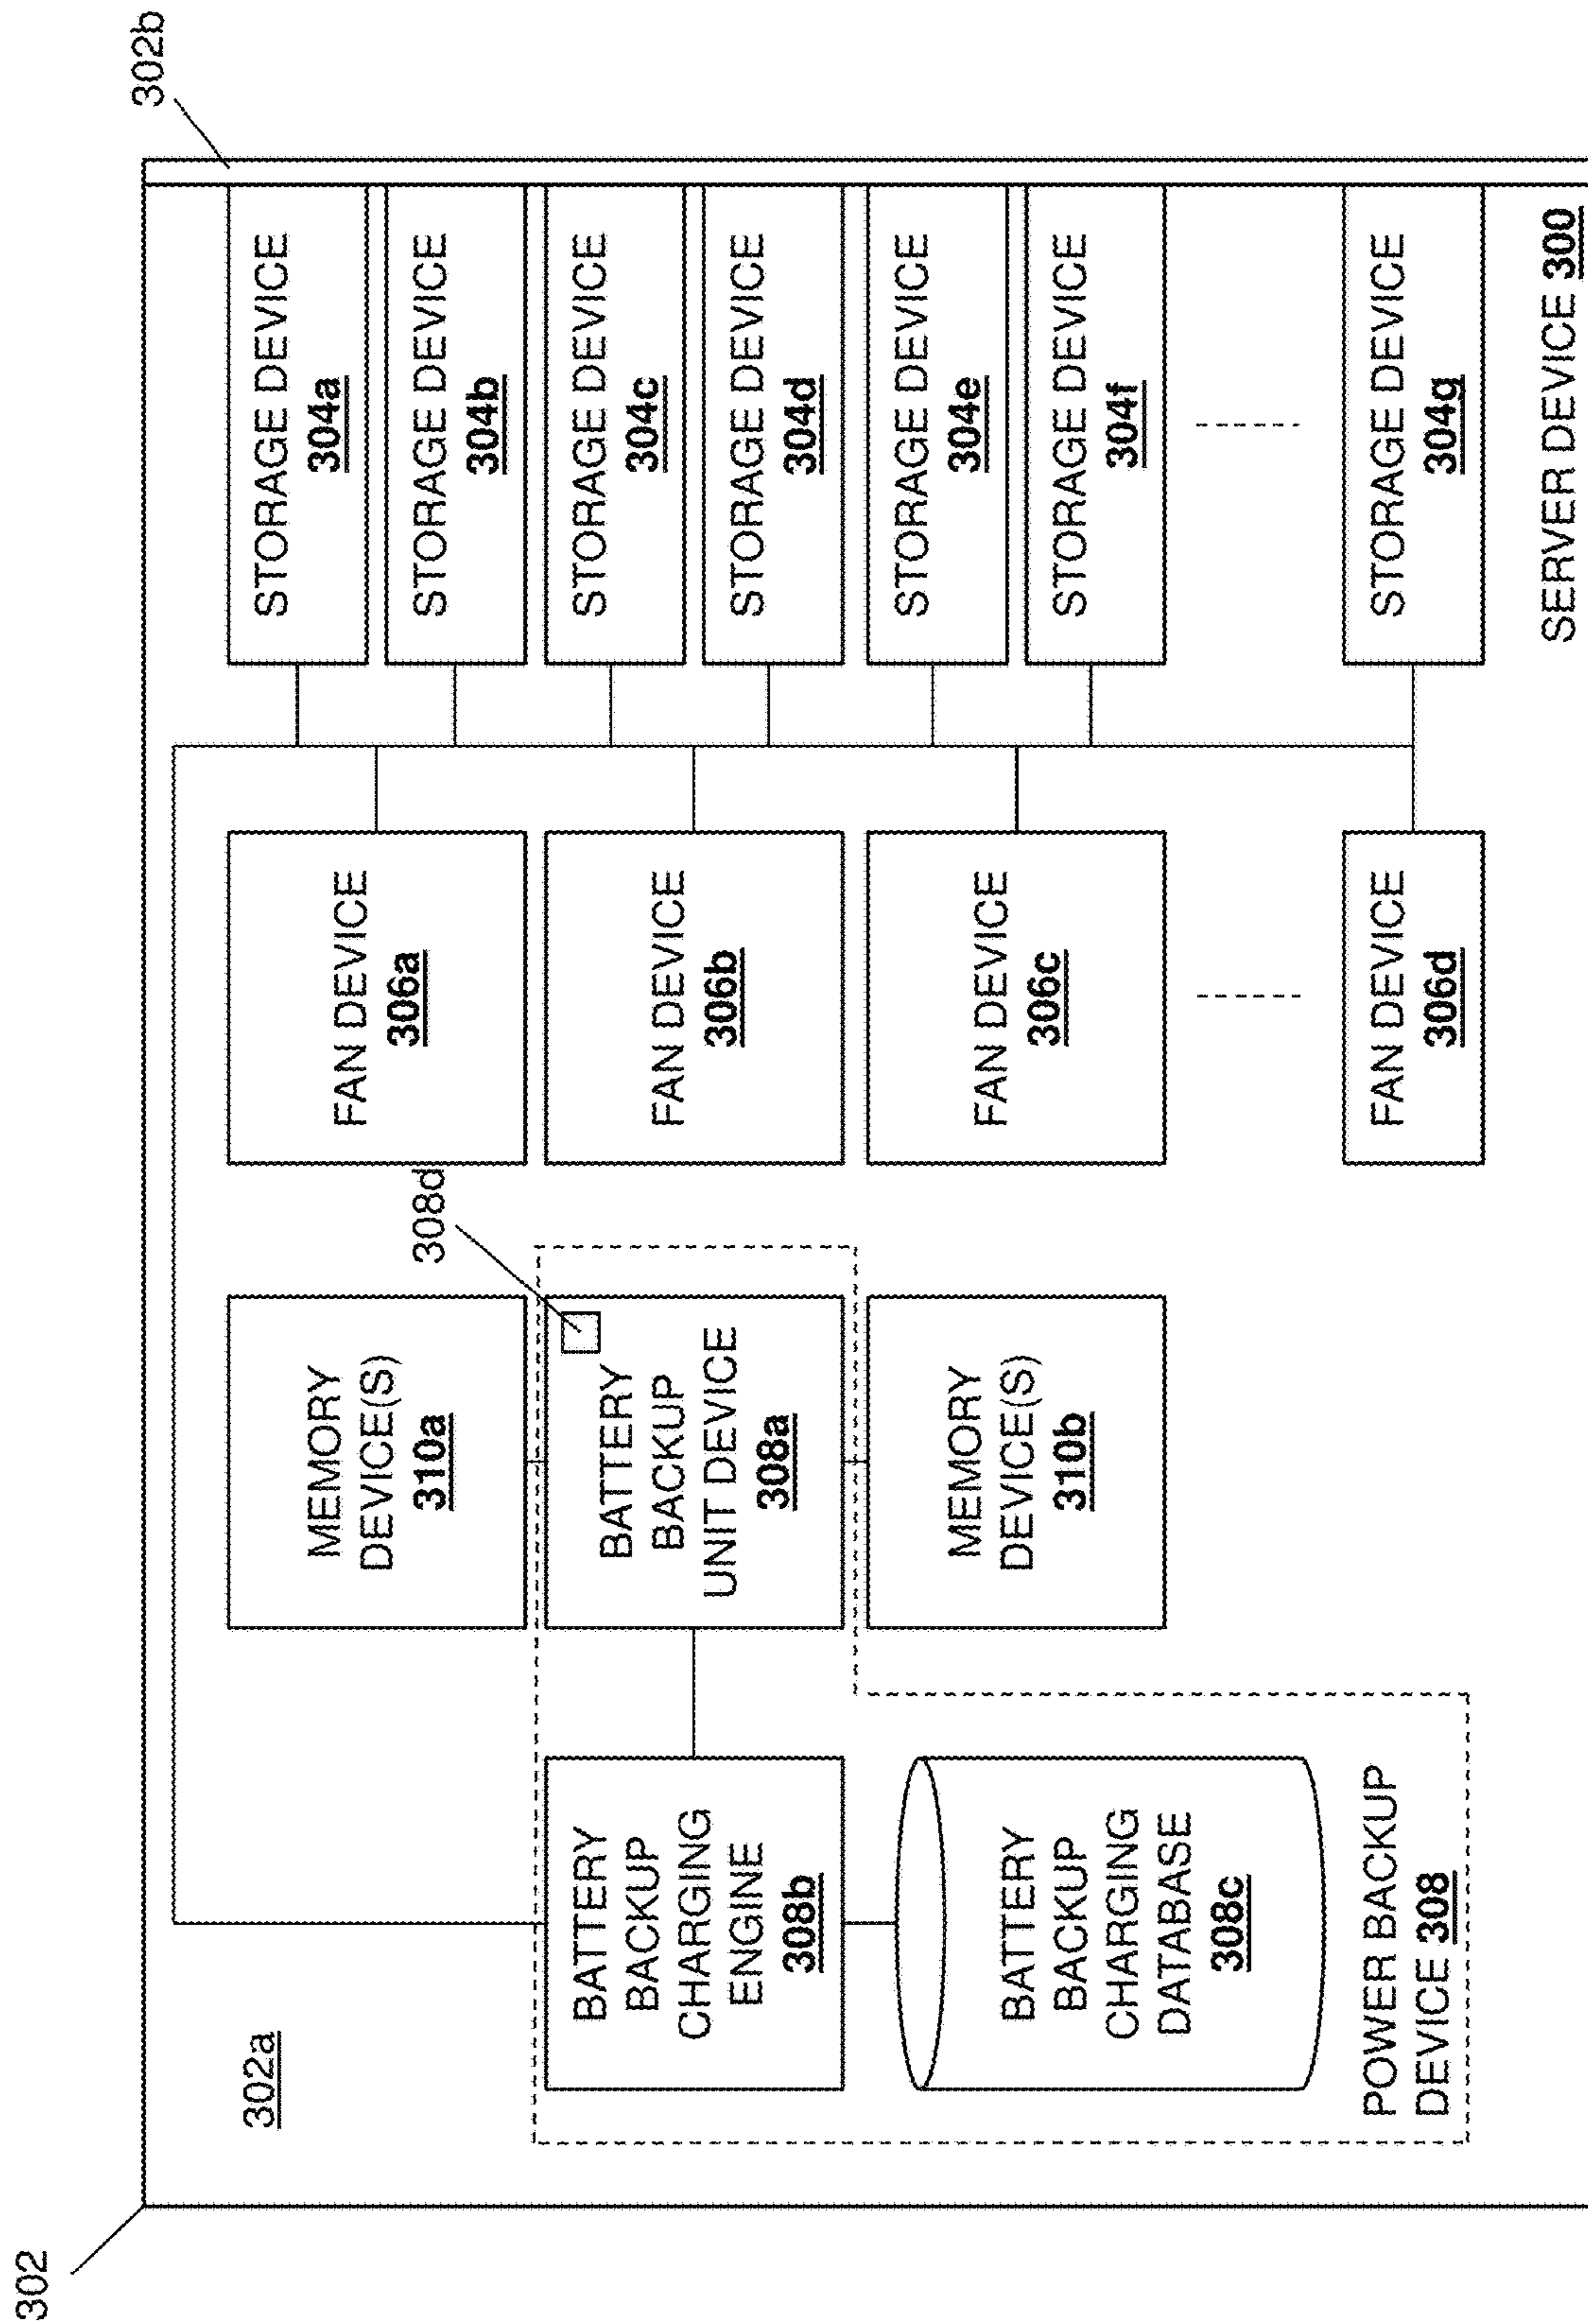 302
302a
302b
BATTERY
BACKUP
CHARGING
ENGINE
308b
BATTERY
BACKUP
CHARGING
DATABASE
308c
POWER BACKUP
DEVICE 308
MEMORY
DEVICE(S)
310a
308d
BATTERY
BACKUP
UNIT DEVICE
308a
MEMORY
DEVICE(S)
310b
FAN DEVICE
306a
FAN DEVICE
306b
FAN DEVICE
306c
FAN DEVICE
306d
STORAGE DEVICE
304a
STORAGE DEVICE
304b
STORAGE DEVICE
304c
STORAGE DEVICE
304d
STORAGE DEVICE
304e
STORAGE DEVICE
304f
STORAGE DEVICE
304g
SERVER DEVICE 300